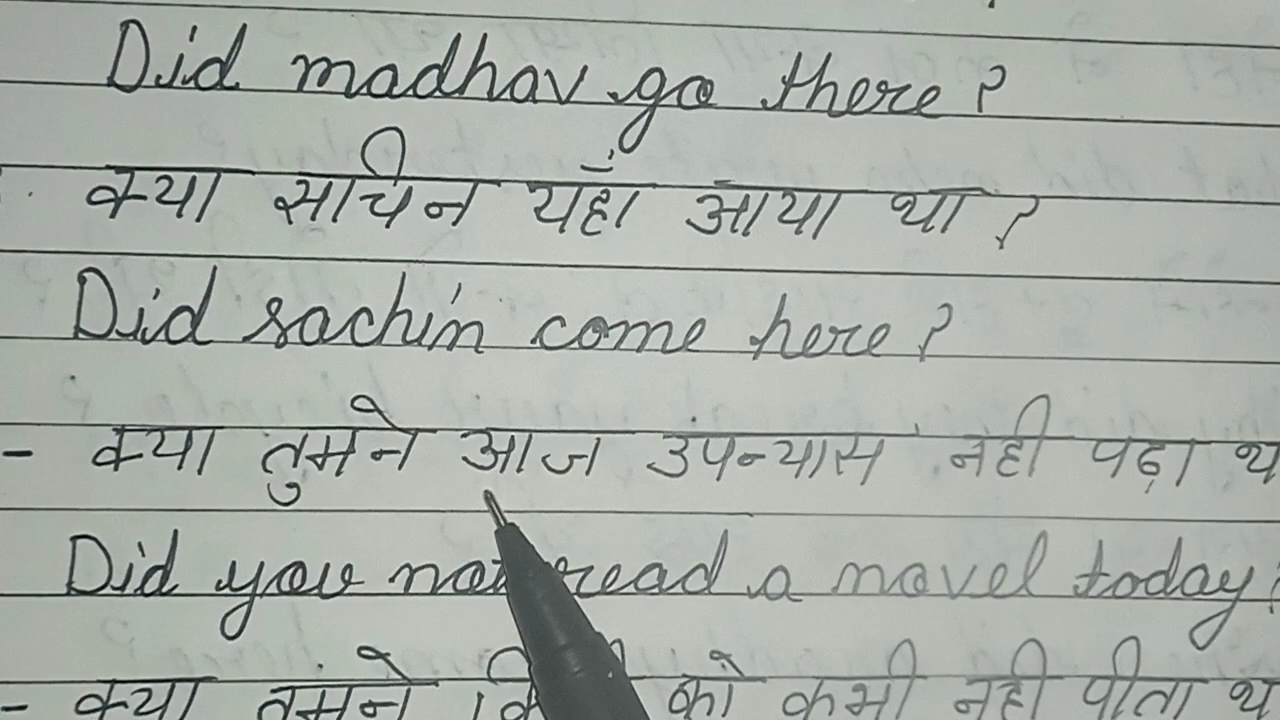 Did madhav go there?
क्या सचिन यहाँ आया था?
Did sachin come here?
- क्या तुमने आज उपन्यास नही पढ़ा
Did you not read a novel today?
- क्या तुमने को कभी नही पीता